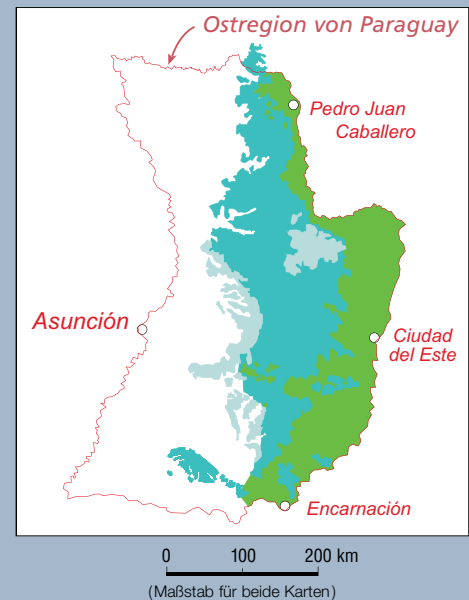 Ostregion von Paraguay
Pedro Juan
Caballero
Asunción
Ciudad
del Este
Encarnación
0 100 200 km
(Maßstab für beide Karten)